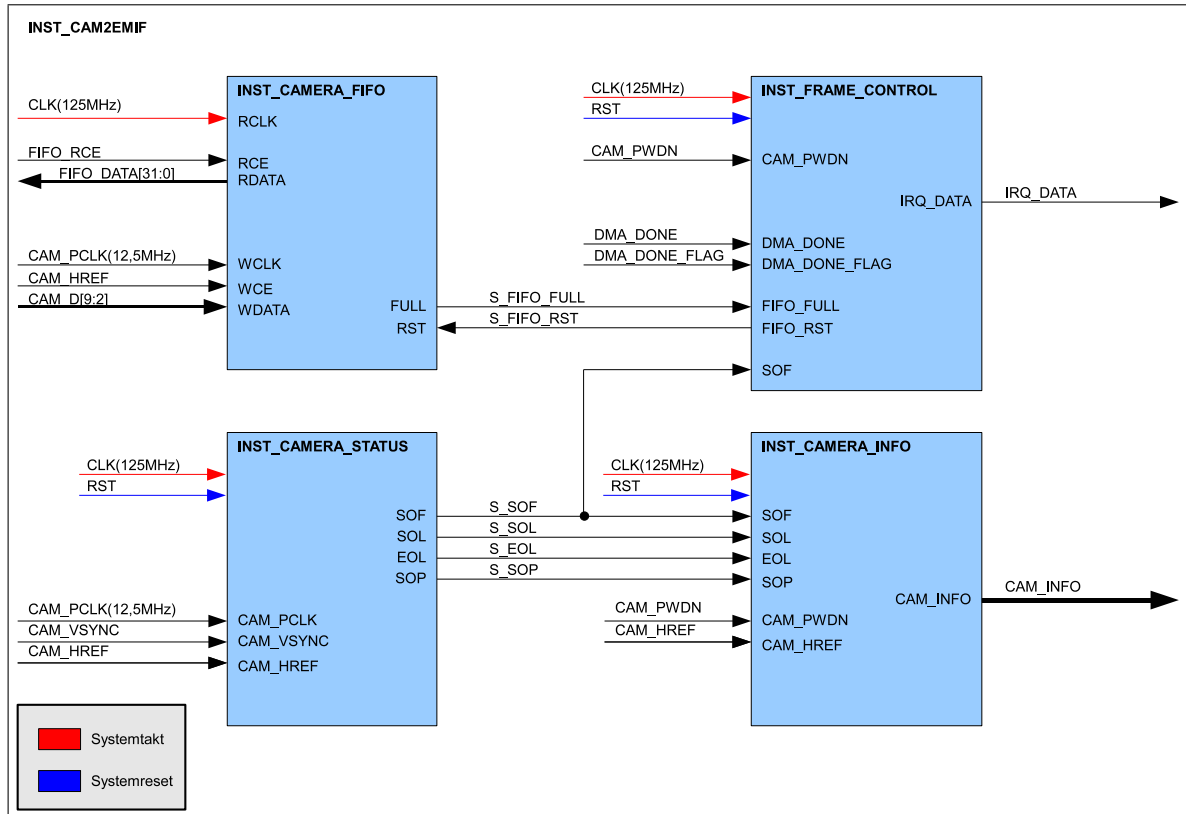 INST_CAM2EMIF
INST_CAMERA_FIFO
CLK(125MHz)
RCLK
FIFO_RCE
RCE
FIFO_DATA[31:0]
RDATA
CAM_PCLK(12,5MHz)
WCLK
CAM_HREF
WCE
CAM_D[9:2]
WDATA
FULL
RST
S_FIFO_FULL
S_FIFO_RST
INST_FRAME_CONTROL
CLK(125MHz)
RST
CAM_PWDN
CAM_PWDN
IRQ_DATA
IRQ_DATA
DMA_DONE
DMA_DONE
DMA_DONE_FLAG
DMA_DONE_FLAG
FIFO_FULL
FIFO_RST
SOF
INST_CAMERA_STATUS
CLK(125MHz)
RST
SOF
SOL
EOL
SOP
S_SOF
S_SOL
S_EOL
S_SOP
CAM_PCLK(12,5MHz)
CAM_PCLK
CAM_VSYNC
CAM_VSYNC
CAM_HREF
CAM_HREF
INST_CAMERA_INFO
CLK(125MHz)
RST
SOF
SOL
EOL
SOP
CAM_INFO
CAM_INFO
CAM_PWDN
CAM_PWDN
CAM_HREF
CAM_HREF
Systemtakt
Systemreset